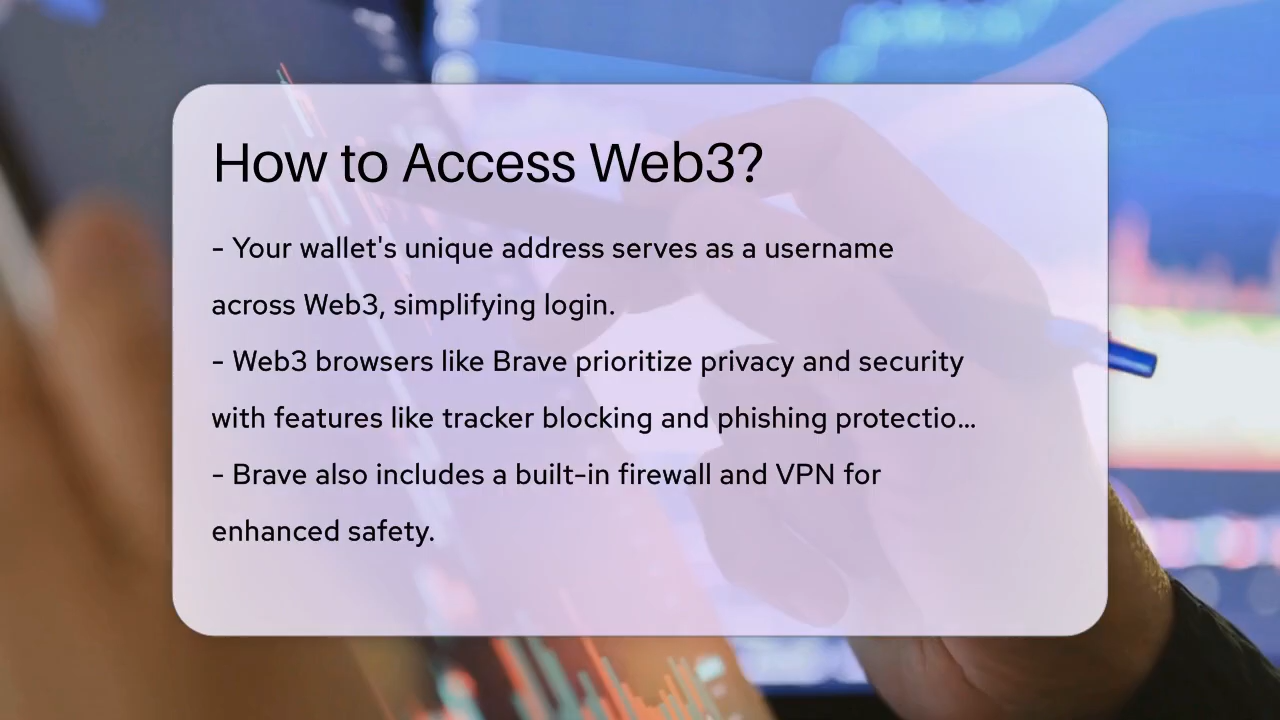 How to Access Web3?
- Your wallet's unique address serves as a username
across Web3, simplifying login.
- Web3 browsers like Brave prioritize privacy and security
with features like tracker blocking and phishing protectio...
- Brave also includes a built-in firewall and VPN for
enhanced safety.